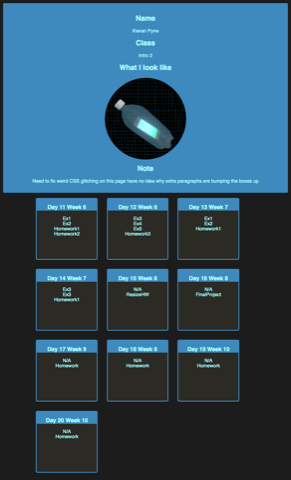 Name
Kieran Pyne
Class
Intro 2
What I look like
Note
Need to fix weird CSS glitching on this page have no idea why extra paragraphs are bumping the boxes up
Day 11 Week 6
Ex1
Ex2
Homework1
Homework2
Day 12 Week 6
Ex3
Ex4
Ex5
Homework3
Day 13 Week 7
Ex1
Ex2
Homework1
Day 14 Week 7
Ex3
Ex3
Homework1
Day 15 Week 8
N/A
ResizerHW
Day 16 Week 8
N/A
FinalProject
Day 17 Week 9
N/A
Homework
Day 18 Week 9
N/A
Homework
Day 19 Week 10
N/A
Homework
Day 20 Week 10
N/A
Homework